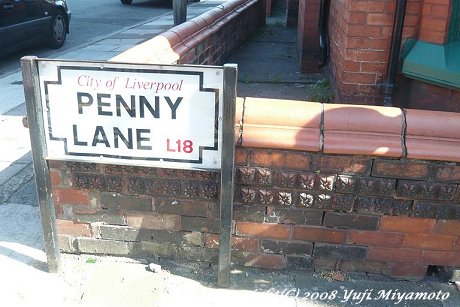 City of Liverpool
PENNY
LANE L18
(C) 2008 Yuji Miyamoto